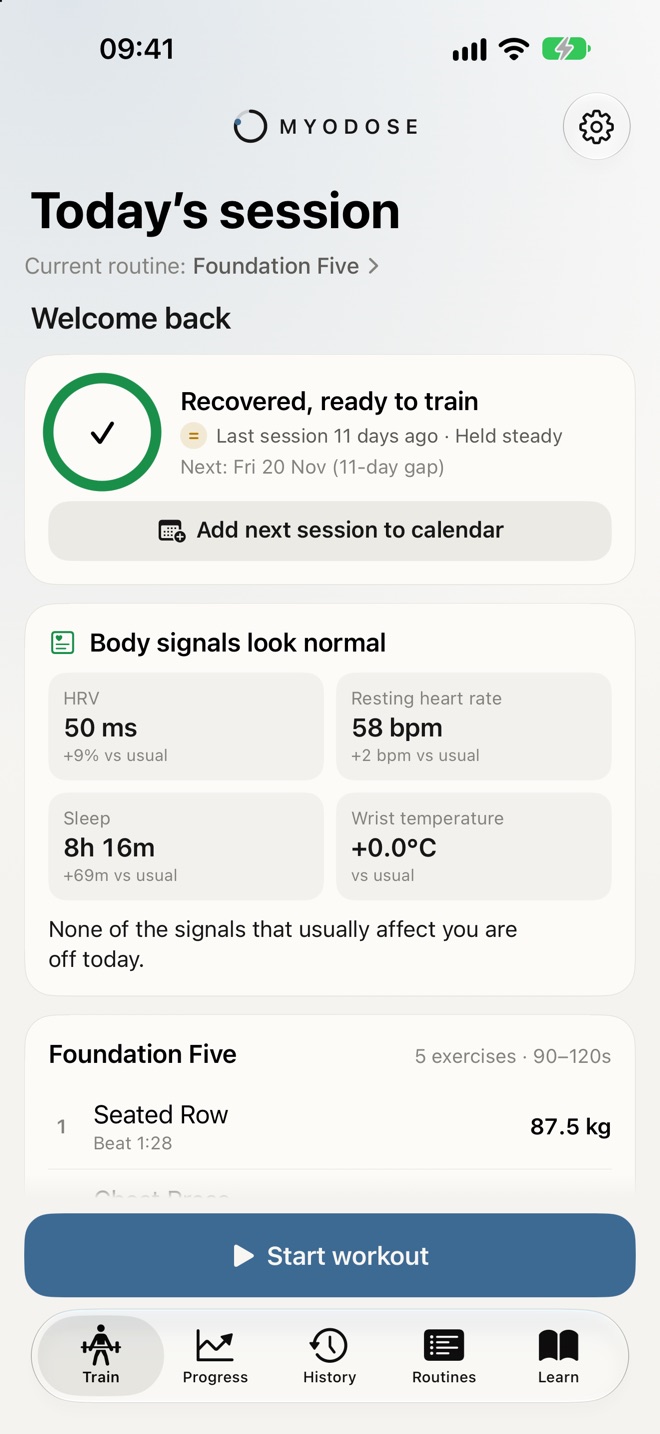 09:41
MYODOSE
Today's session
Current routine: Foundation Five
Welcome back
Recovered, ready to train
= Last session 11 days ago · Held steady
Next: Fri 20 Nov (11-day gap)
Add next session to calendar
Body signals look normal
HRV
50 ms
+9% vs usual
Resting heart rate
58 bpm
+2 bpm vs usual
Sleep
8h 16m
+69m vs usual
Wrist temperature
+0.0°C
vs usual
None of the signals that usually affect you are
off today.
Foundation Five
5 exercises · 90–120s
1
Seated Row
Beat 1:28
87.5 kg
Start workout
Train
Progress
History
Routines
Learn